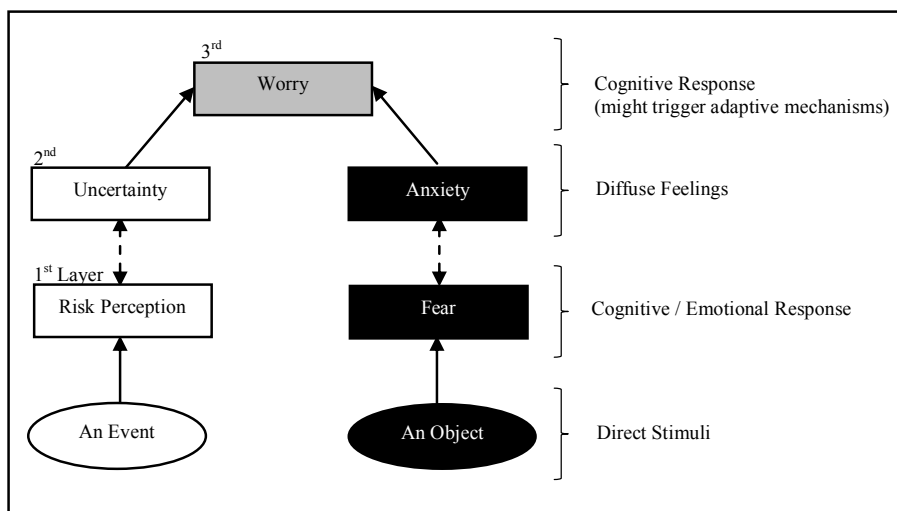 3rd
Worry
Cognitive Response
(might trigger adaptive mechanisms)
2nd
Uncertainty
Anxiety
Diffuse Feelings
1st Layer
Risk Perception
Fear
Cognitive / Emotional Response
An Event
An Object
Direct Stimuli